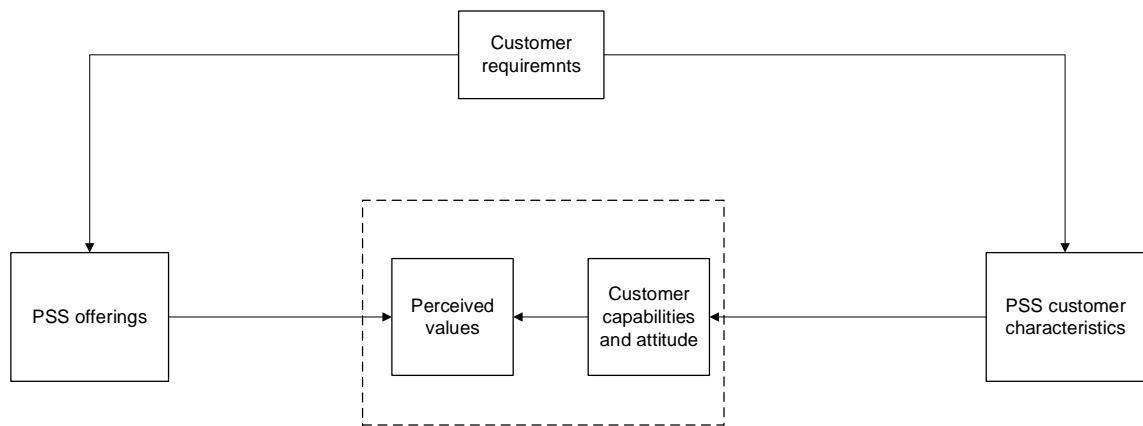 Customer
requiremnts
PSS offerings
Perceived
values
Customer
capabilities
and attitude
PSS customer
characteristics